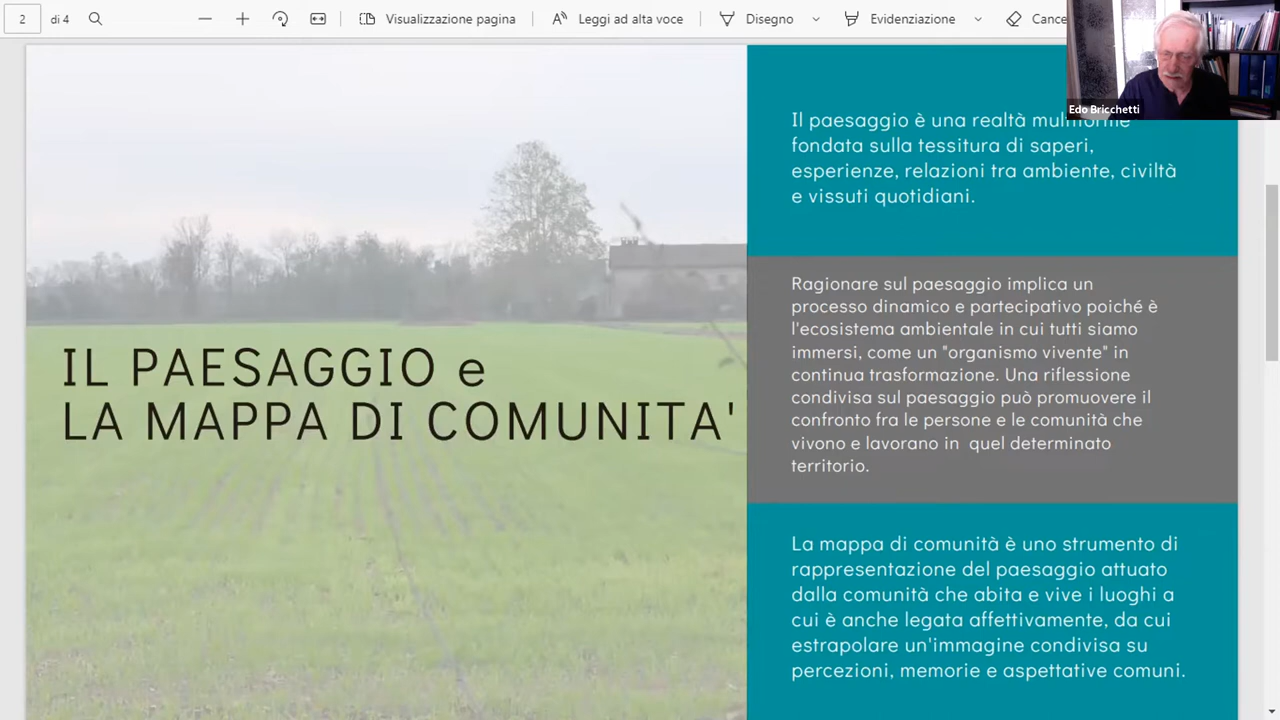 2 di 4
Visualizzazione pagina
Leggi ad alta voce
Disegno
Evidenziazione
Edo Bricchetti
IL PAESAGGIO e
LA MAPPA DI COMUNITA'
Il paesaggio è una realtà multiforme
fondata sulla tessitura di saperi,
esperienze, relazioni tra ambiente, civiltà
e vissuti quotidiani.
Ragionare sul paesaggio implica un
processo dinamico e partecipativo poiché è
l'ecosistema ambientale in cui tutti siamo
immersi, come un "organismo vivente" in
continua trasformazione. Una riflessione
condivisa sul paesaggio può promuovere il
confronto fra le persone e le comunità che
vivono e lavorano in quel determinato
territorio.
La mappa di comunità è uno strumento di
rappresentazione del paesaggio attuato
dalla comunità che abita e vive i luoghi a
cui è anche legata affettivamente, da cui
estrapolare un'immagine condivisa su
percezioni, memorie e aspettative comuni.